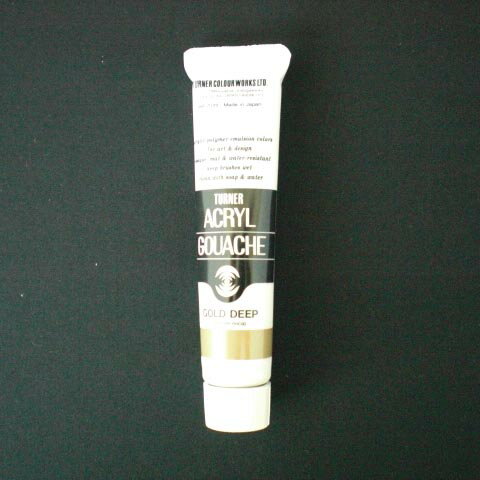 TURNER COLOUR WORKS LTD.
Made in Japan
polymer emulsion colors
for art & design
mat & water-resistant
keep brushes wet
with soap & water
TURNER
ACRYL
GOUACHE
GOLD DEEP